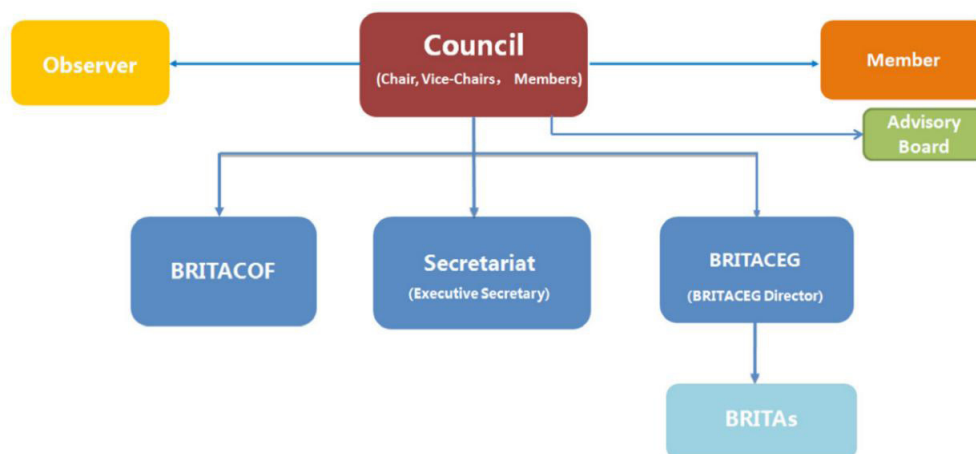 Observer
Council
(Chair, Vice-Chairs， Members)
Member
Advisory
Board
BRITACOF
Secretariat
(Executive Secretary)
BRITACEG
(BRITACEG Director)
BRITAs